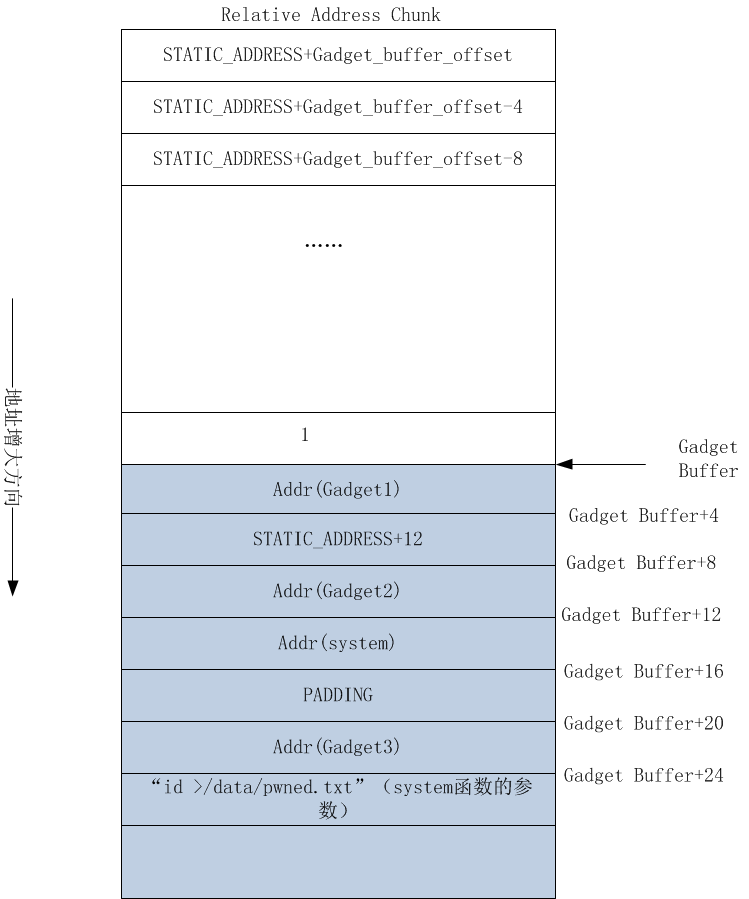 Relative Address Chunk
STATIC_ADDRESS+Gadget_buffer_offset
STATIC_ADDRESS+Gadget_buffer_offset-4
STATIC_ADDRESS+Gadget_buffer_offset-8
……
地址增大方向
1
Gadget
Buffer
Addr(Gadget1)
Gadget Buffer+4
STATIC_ADDRESS+12
Gadget Buffer+8
Addr(Gadget2)
Gadget Buffer+12
Addr(system)
Gadget Buffer+16
PADDING
Gadget Buffer+20
Addr(Gadget3)
Gadget Buffer+24
“id >/data/pwned.txt”（system函数的参
数）